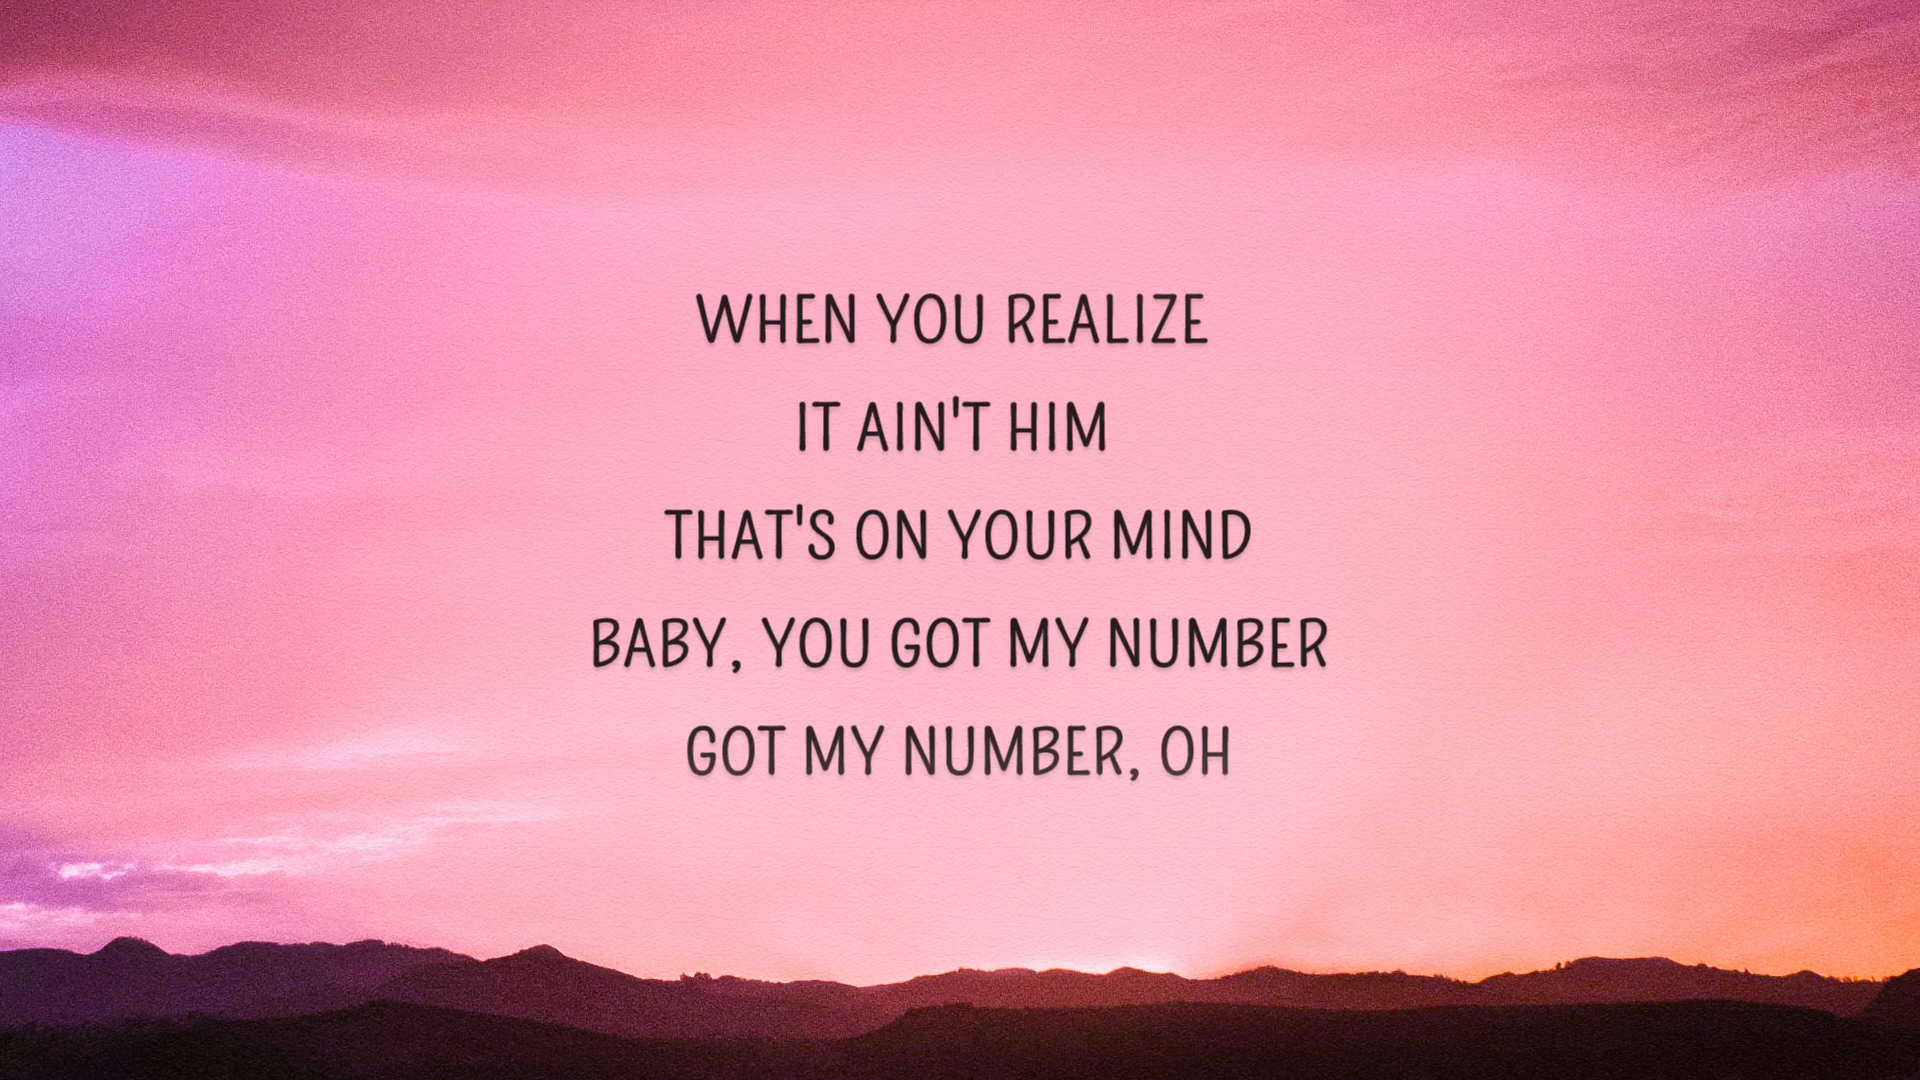 WHEN YOU REALIZE
IT AIN'T HIM
THAT'S ON YOUR MIND
BABY, YOU GOT MY NUMBER
GOT MY NUMBER, OH